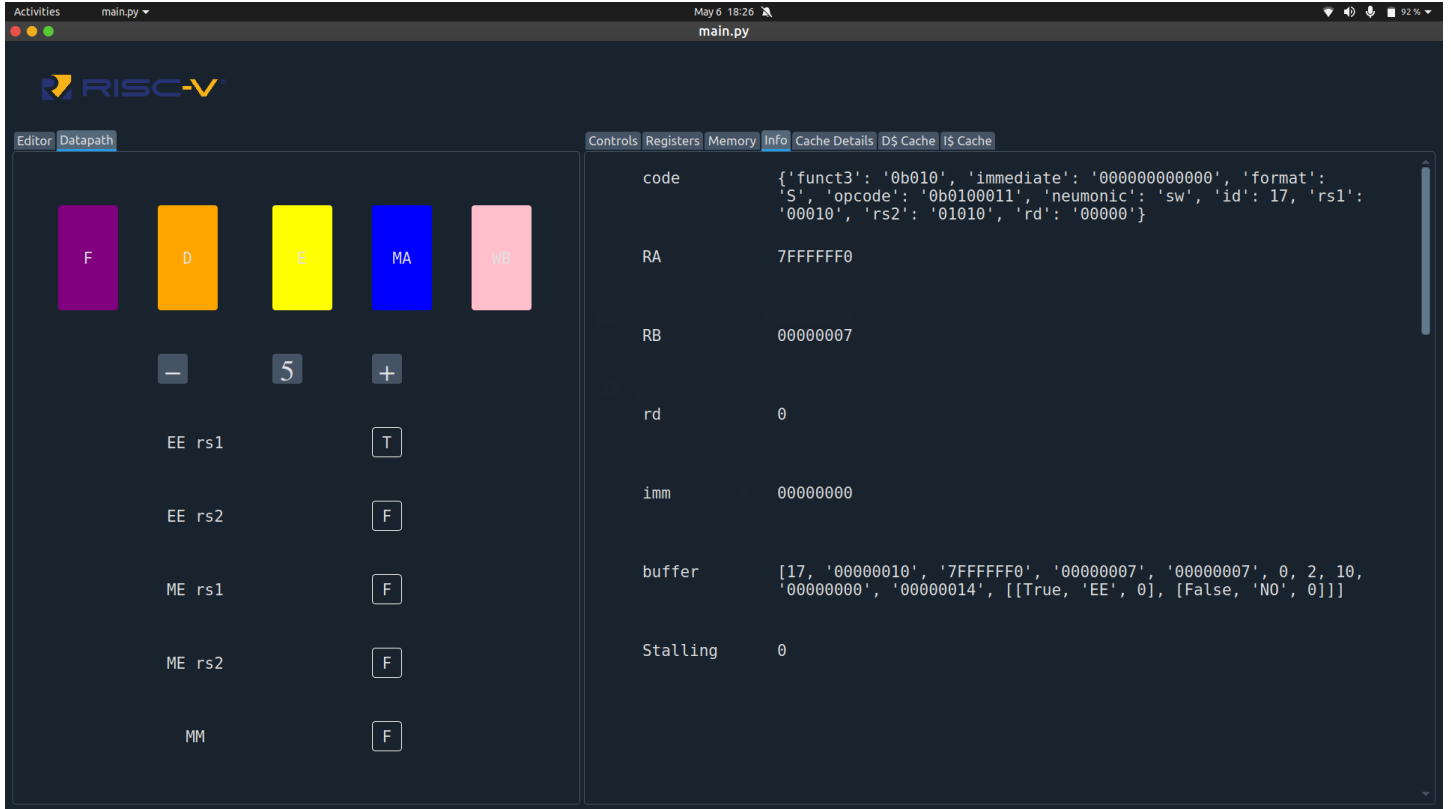 Activities main.py May 6 18:26 92 %
main.py
RISC-V
Editor Datapath
F D E MA WB
– 5 +
EE rs1 T
EE rs2 F
ME rs1 F
ME rs2 F
MM F
Controls Registers Memory Info Cache Details D$ Cache I$ Cache
code {'funct3': '0b010', 'immediate': '000000000000', 'format':
'S', 'opcode': '0b0100011', 'neumonic': 'sw', 'id': 17, 'rs1':
'00010', 'rs2': '01010', 'rd': '00000'}
RA 7FFFFFF0
RB 00000007
rd 0
imm 00000000
buffer [17, '00000010', '7FFFFFF0', '00000007', '00000007', 0, 2, 10,
'00000000', '00000014', [[True, 'EE', 0], [False, 'NO', 0]]]
Stalling 0